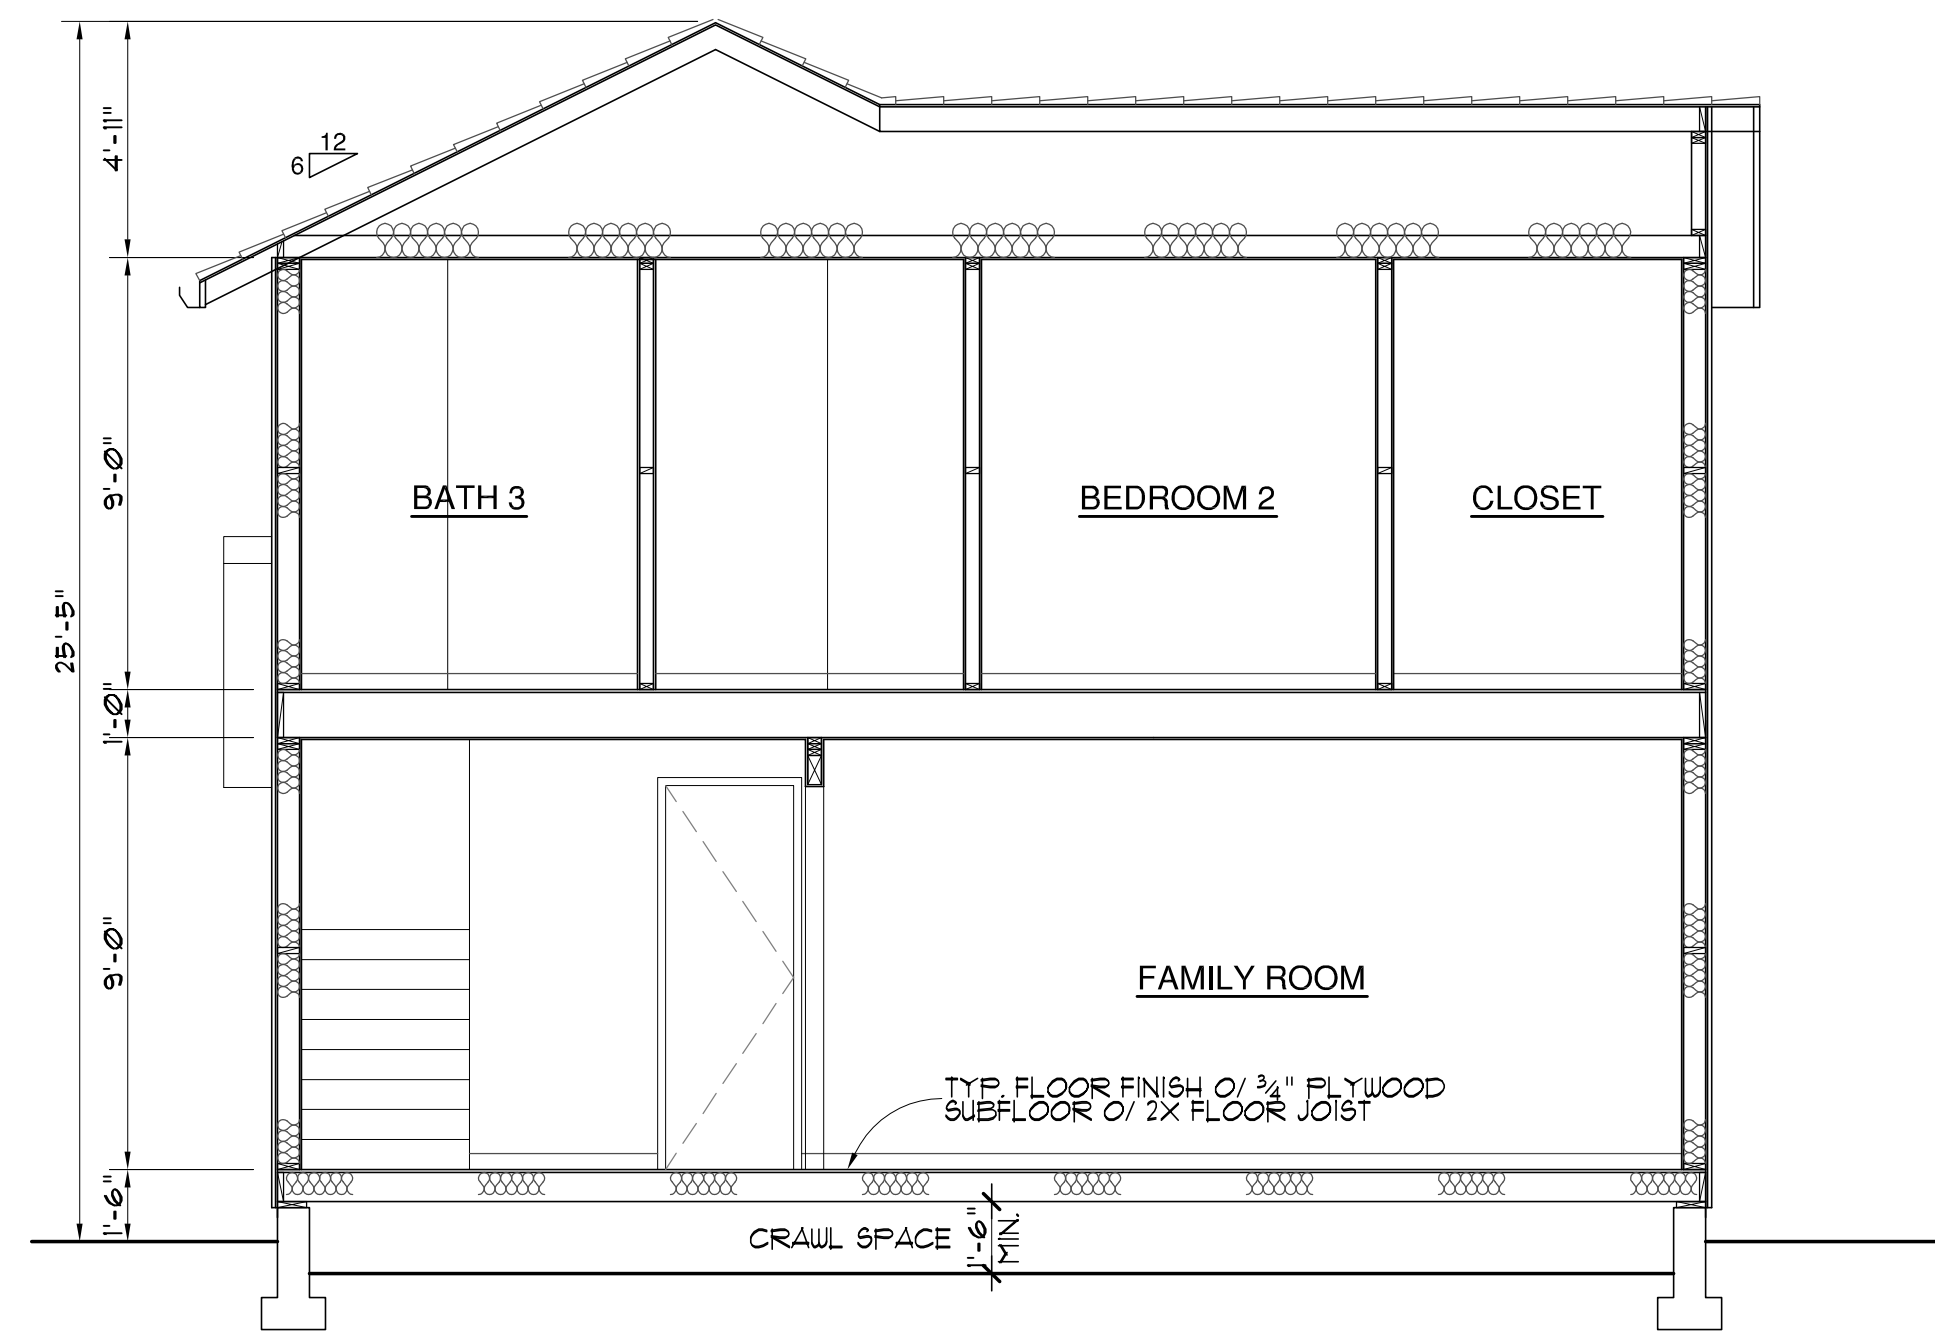 4'-11"
12
6
9'-0"
BATH 3
BEDROOM 2
CLOSET
25'-5"
1'-0"
9'-0"
FAMILY ROOM
TYP. FLOOR FINISH O/ ¾" PLYWOOD
SUBFLOOR O/ 2X FLOOR JOIST
1'-6"
CRAWL SPACE
1'-6"
MIN.